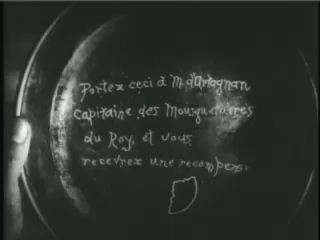 Portez ceci à M. d'Artagnan
capitaine des Mousquetaires
du Roy, et vous
recevrez une recompense.